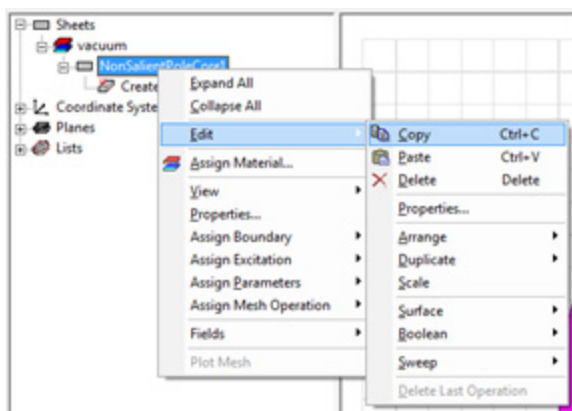 Sheets
vacuum
NonSalientPoleCore1
Create
Coordinate Syste
Planes
Lists
Expand All
Collapse All
Edit
Assign Material...
View
Properties...
Assign Boundary
Assign Excitation
Assign Parameters
Assign Mesh Operation
Fields
Plot Mesh
Copy Ctrl+C
Paste Ctrl+V
Delete Delete
Properties...
Arrange
Duplicate
Scale
Surface
Boolean
Sweep
Delete Last Operation